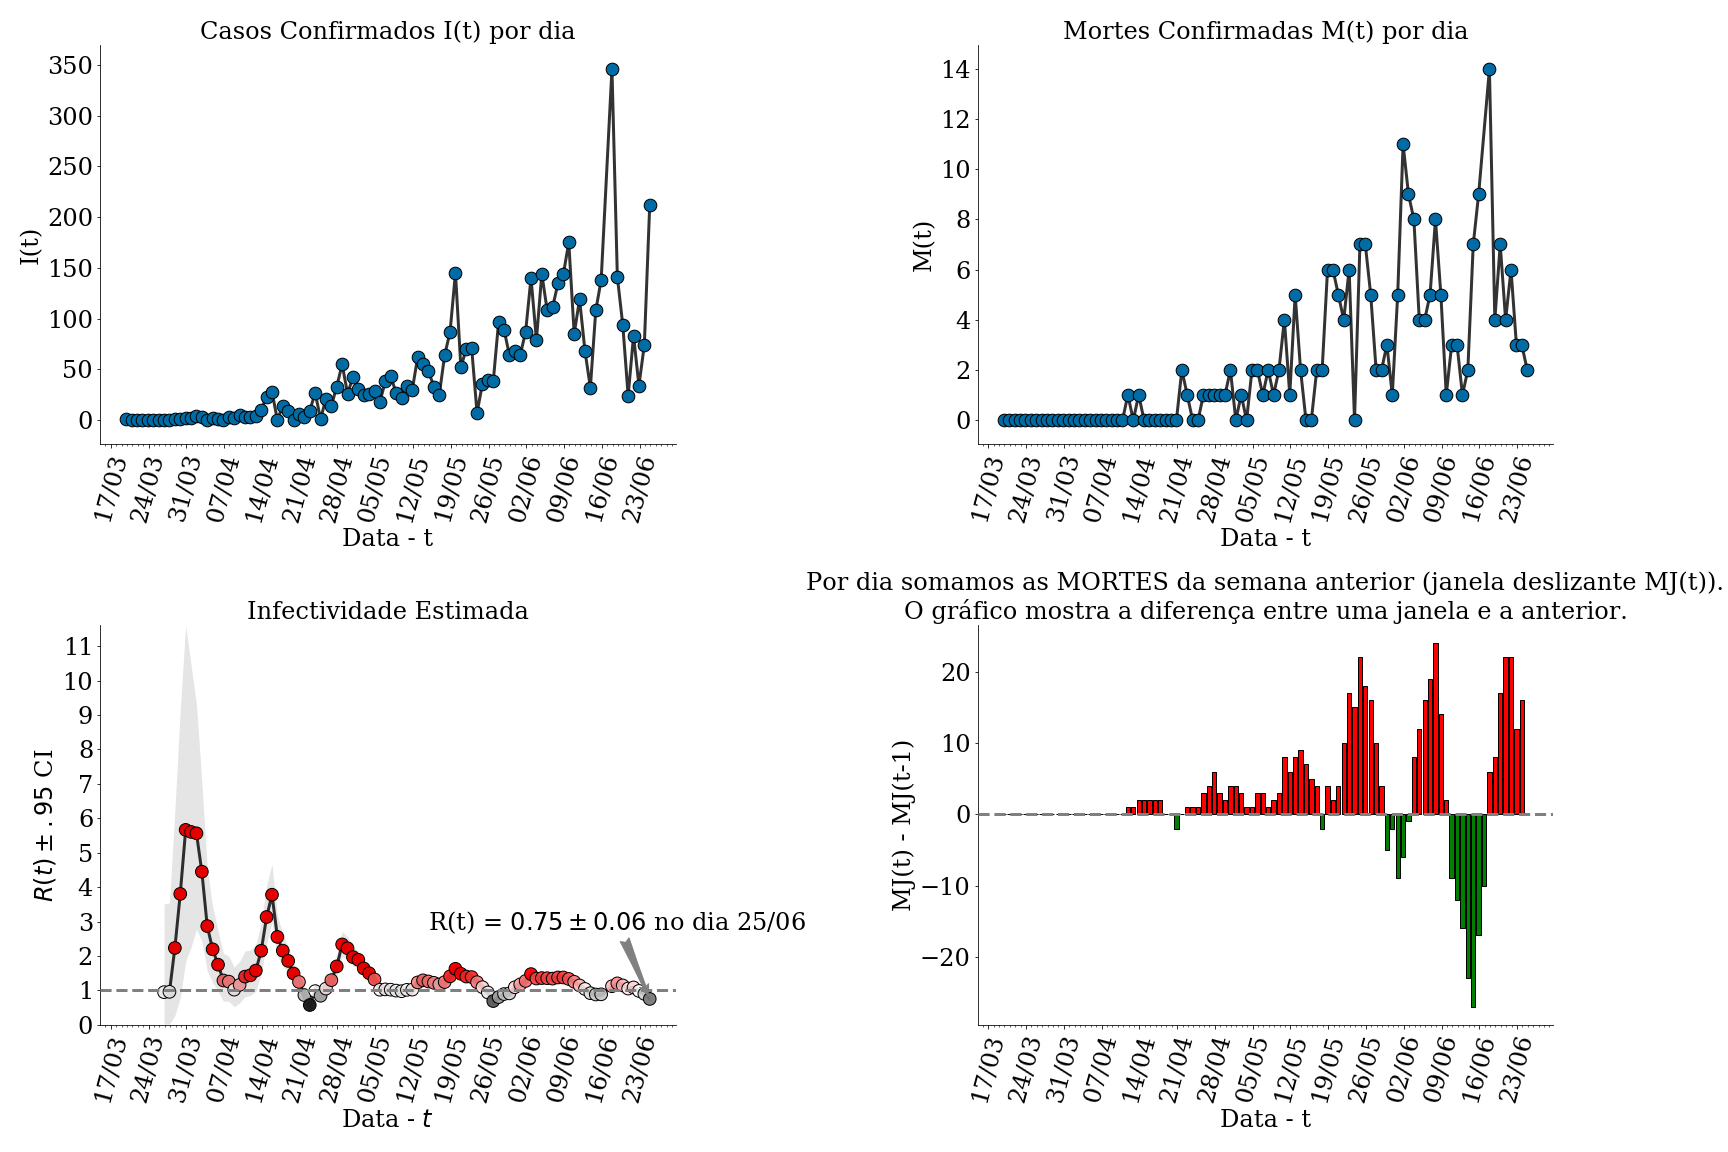 Casos Confirmados I(t) por dia
350
300
250
200
150
100
50
0
I(t)
17/03 24/03 31/03 07/04 14/04 21/04 28/04 05/05 12/05 19/05 26/05 02/06 09/06 16/06 23/06
Data - t
Mortes Confirmadas M(t) por dia
14
12
10
8
6
4
2
0
M(t)
17/03 24/03 31/03 07/04 14/04 21/04 28/04 05/05 12/05 19/05 26/05 02/06 09/06 16/06 23/06
Data - t
Infectividade Estimada
11
10
9
8
7
6
5
4
3
2
1
0
R(t) ± .95 CI
R(t) = 0.75 ± 0.06 no dia 25/06
17/03 24/03 31/03 07/04 14/04 21/04 28/04 05/05 12/05 19/05 26/05 02/06 09/06 16/06 23/06
Data - t
Por dia somamos as MORTES da semana anterior (janela deslizante MJ(t)).
O gráfico mostra a diferença entre uma janela e a anterior.
20
10
0
−10
−20
MJ(t) - MJ(t-1)
17/03 24/03 31/03 07/04 14/04 21/04 28/04 05/05 12/05 19/05 26/05 02/06 09/06 16/06 23/06
Data - t